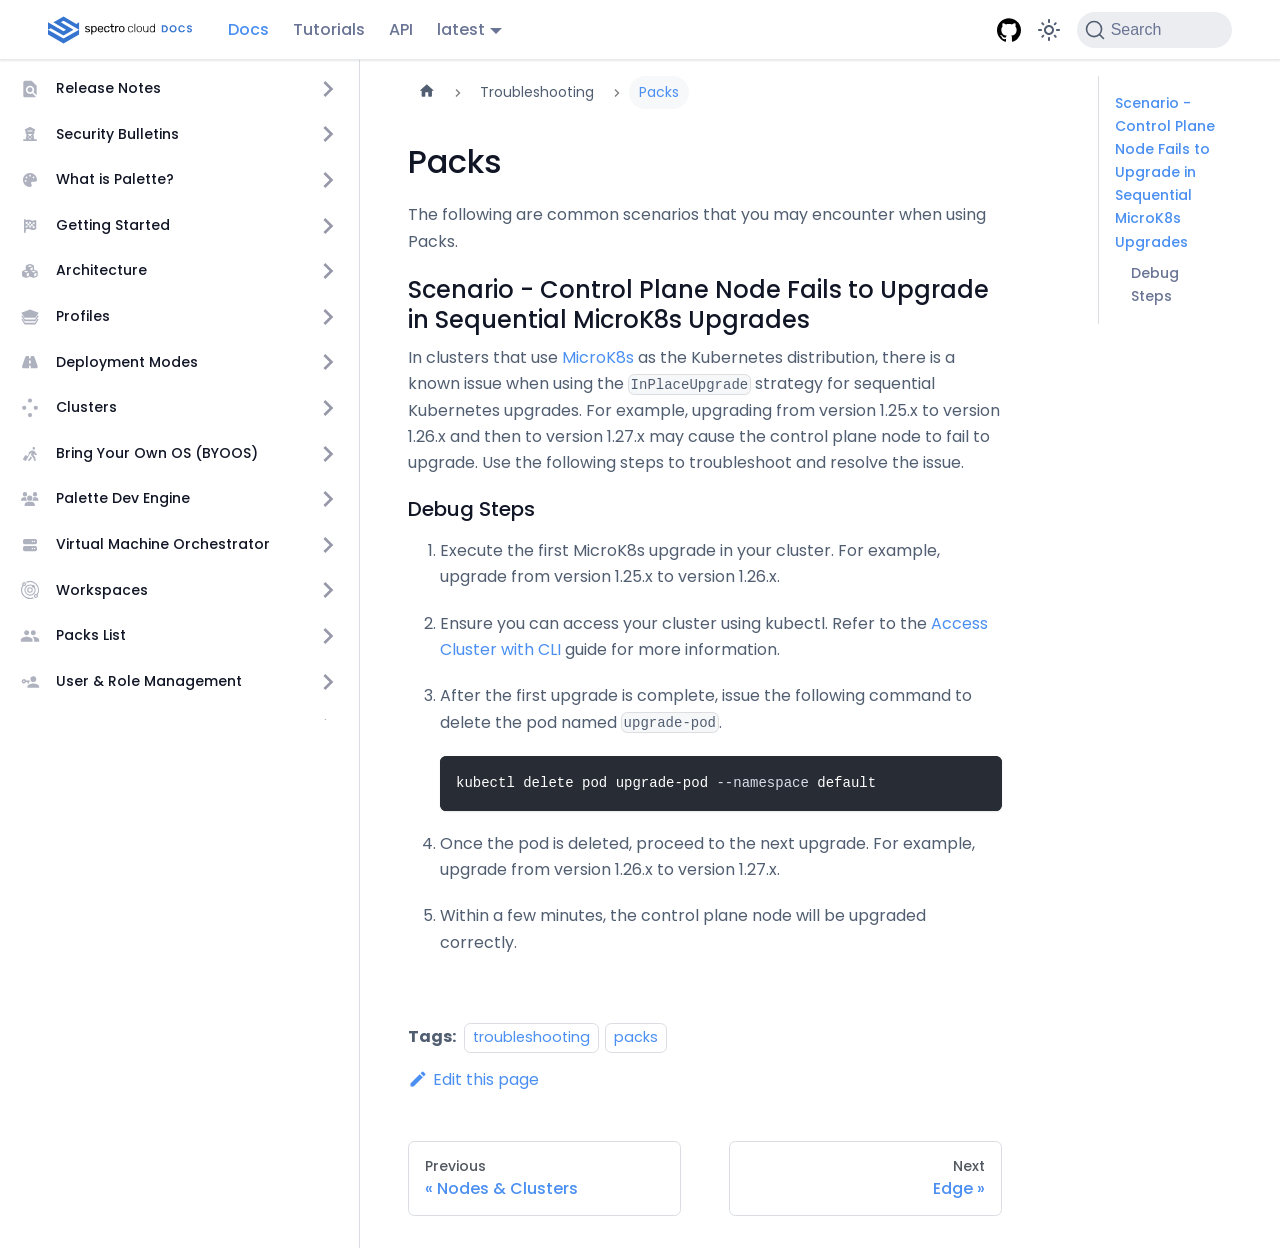 spectro cloud DOCS
Docs
Tutorials
API
latest
Search
Release Notes
Security Bulletins
What is Palette?
Getting Started
Architecture
Profiles
Deployment Modes
Clusters
Bring Your Own OS (BYOOS)
Palette Dev Engine
Virtual Machine Orchestrator
Workspaces
Packs List
User & Role Management
Troubleshooting
Packs
Packs
The following are common scenarios that you may encounter when using
Packs.
Scenario - Control Plane Node Fails to Upgrade
in Sequential MicroK8s Upgrades
In clusters that use MicroK8s as the Kubernetes distribution, there is a
known issue when using the InPlaceUpgrade strategy for sequential
Kubernetes upgrades. For example, upgrading from version 1.25.x to version
1.26.x and then to version 1.27.x may cause the control plane node to fail to
upgrade. Use the following steps to troubleshoot and resolve the issue.
Debug Steps
1. Execute the first MicroK8s upgrade in your cluster. For example,
upgrade from version 1.25.x to version 1.26.x.
2. Ensure you can access your cluster using kubectl. Refer to the Access
Cluster with CLI guide for more information.
3. After the first upgrade is complete, issue the following command to
delete the pod named upgrade-pod.
kubectl delete pod upgrade-pod --namespace default
4. Once the pod is deleted, proceed to the next upgrade. For example,
upgrade from version 1.26.x to version 1.27.x.
5. Within a few minutes, the control plane node will be upgraded
correctly.
Tags: troubleshooting packs
Edit this page
Previous
« Nodes & Clusters
Next
Edge »
Scenario -
Control Plane
Node Fails to
Upgrade in
Sequential
MicroK8s
Upgrades
Debug
Steps